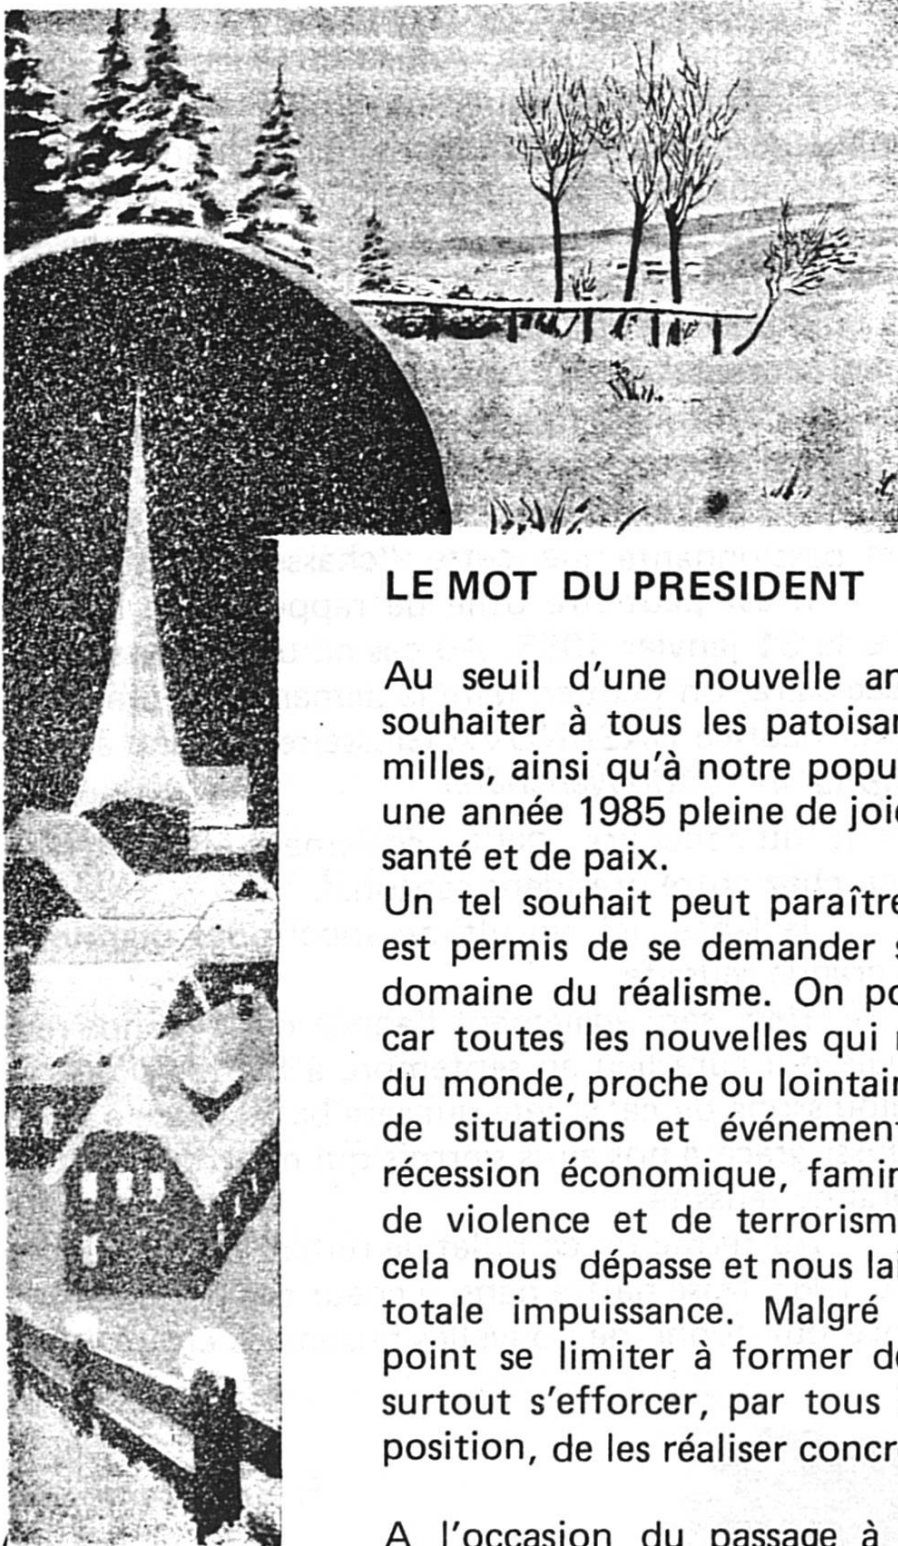 LE MOT DU PRESIDENT
Au seuil d'une nouvelle an
souhaiter à tous les patoisan
milles, ainsi qu'à notre popu
une année 1985 pleine de joie
santé et de paix.
Un tel souhait peut paraître
est permis de se demander s
domaine du réalisme. On po
car toutes les nouvelles qui n
du monde, proche ou lointain
de situations et événement
récession économique, famin
de violence et de terrorism
cela nous dépasse et nous lai
totale impuissance. Malgré
point se limiter à former de
surtout s'efforcer, par tous
position, de les réaliser concr
A l'occasion du passage à